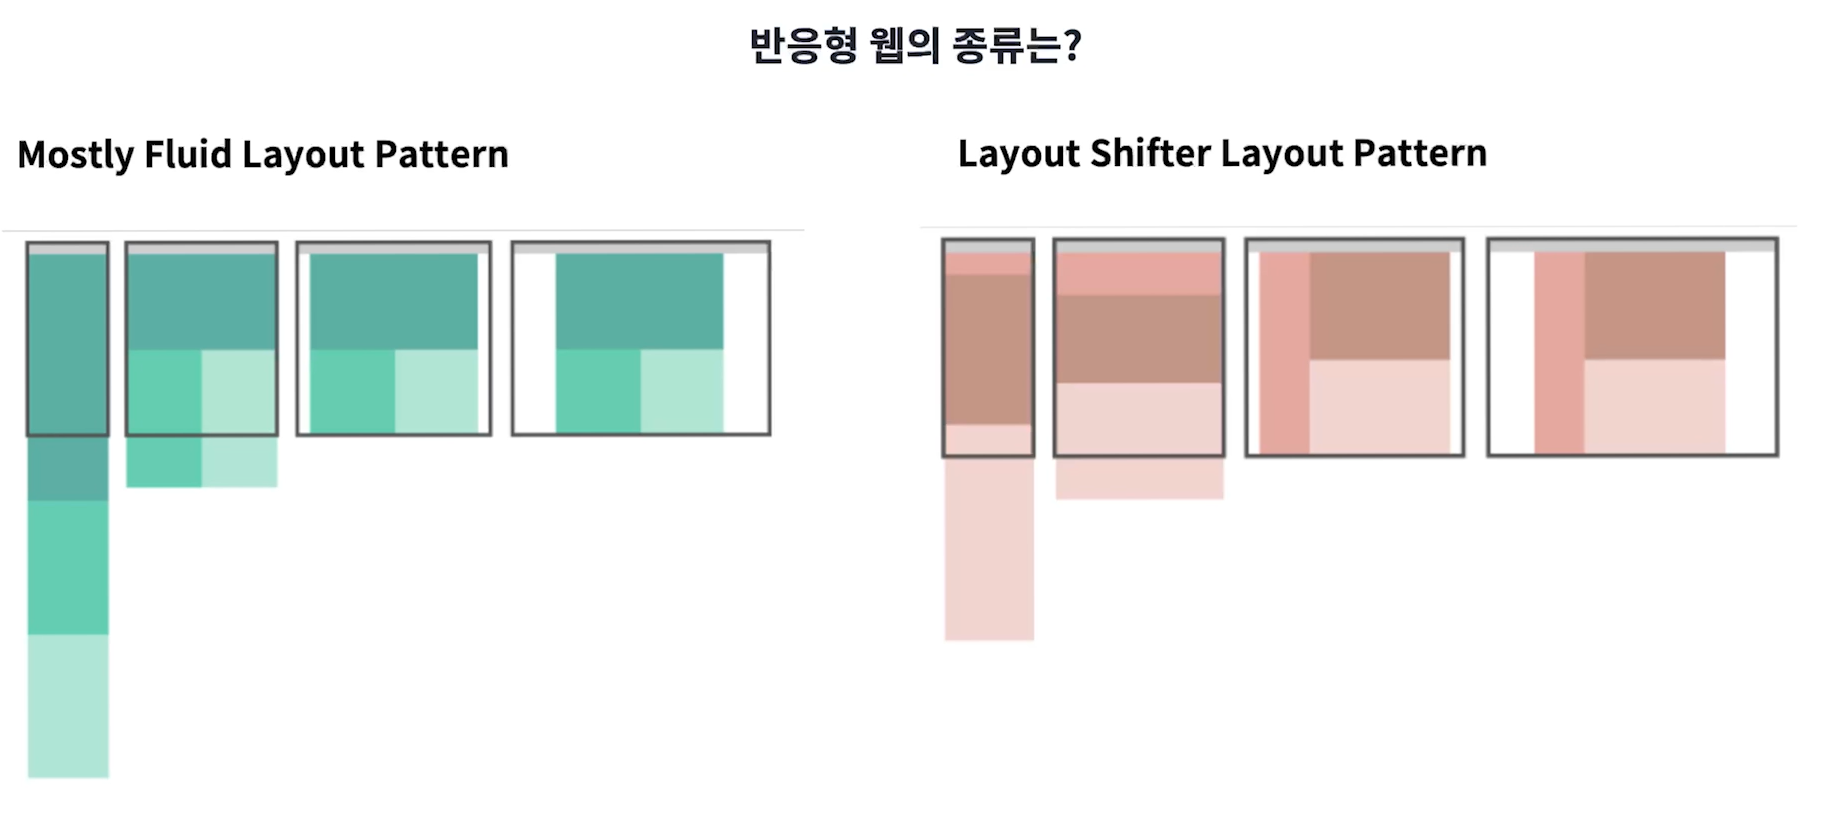 반응형 웹의 종류는?
Mostly Fluid Layout Pattern
Layout Shifter Layout Pattern